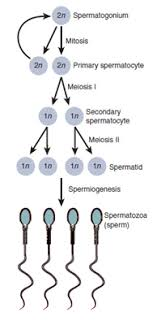 2n Spermatogonium
Mitosis
2n 2n Primary spermatocyte
Meiosis I
1n 1n Secondary
spermatocyte
Meiosis II
1n 1n 1n 1n Spermatid
Spermiogenesis
Spermatozoa
(sperm)